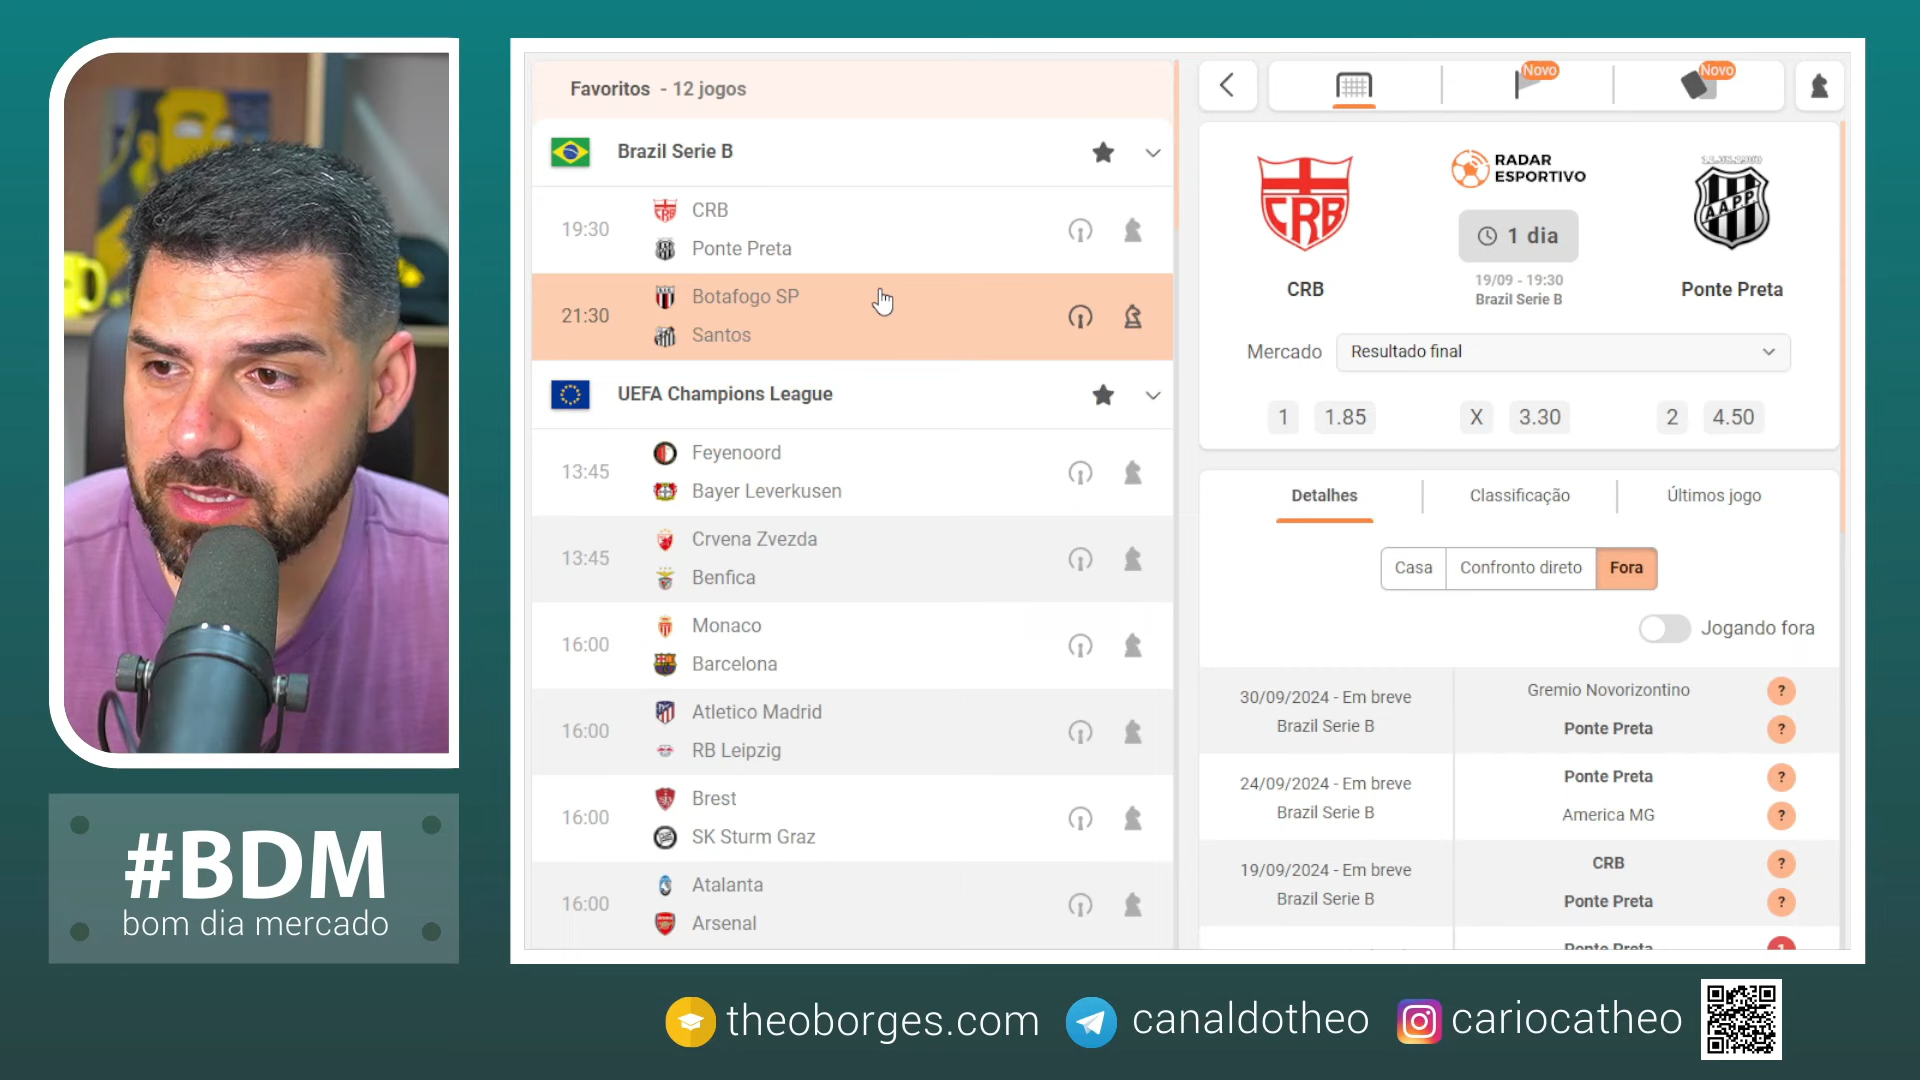 Favoritos - 12 jogos
Brazil Serie B
19:30
CRB
Ponte Preta
21:30
Botafogo SP
Santos
UEFA Champions League
13:45
Feyenoord
Bayer Leverkusen
13:45
Crvena Zvezda
Benfica
16:00
Monaco
Barcelona
16:00
Atletico Madrid
RB Leipzig
16:00
Brest
SK Sturm Graz
16:00
Atalanta
Arsenal
Novo
Novo
CRB
CRB
RADAR
ESPORTIVO
1 dia
19/09 - 19:30
Brazil Serie B
AAPP
Ponte Preta
Mercado
Resultado final
1 1.85 X 3.30 2 4.50
Detalhes
Classificação
Últimos jogo
Casa
Confronto direto
Fora
Jogando fora
30/09/2024 - Em breve
Brazil Serie B
Gremio Novorizontino ?
Ponte Preta ?
24/09/2024 - Em breve
Brazil Serie B
Ponte Preta ?
America MG ?
19/09/2024 - Em breve
Brazil Serie B
CRB ?
Ponte Preta ?
Ponte Preta 1
#BDM
bom dia mercado
theoborges.com
canaldotheo
cariocatheo